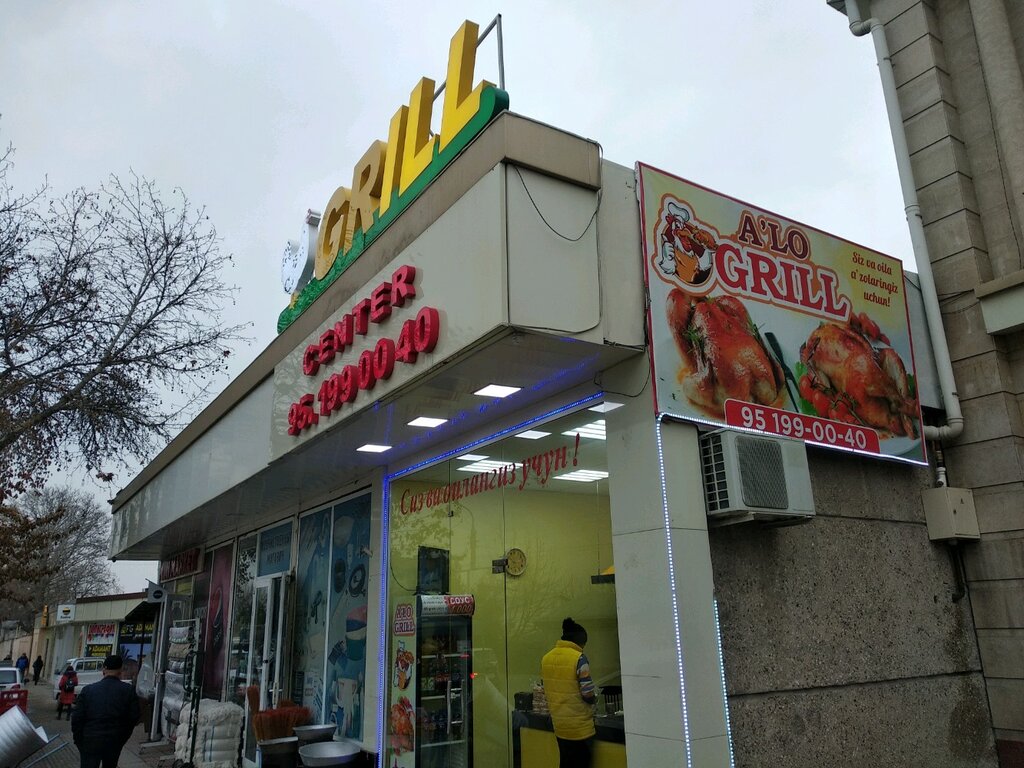 GRILL
CENTER
95.199 00 40
A'LO
GRILL
Siz va oila
a'zolaringiz
uchun!
95 199-00-40
Сиз ва оилангиз учун!
СОУС
A'LO
GRILL